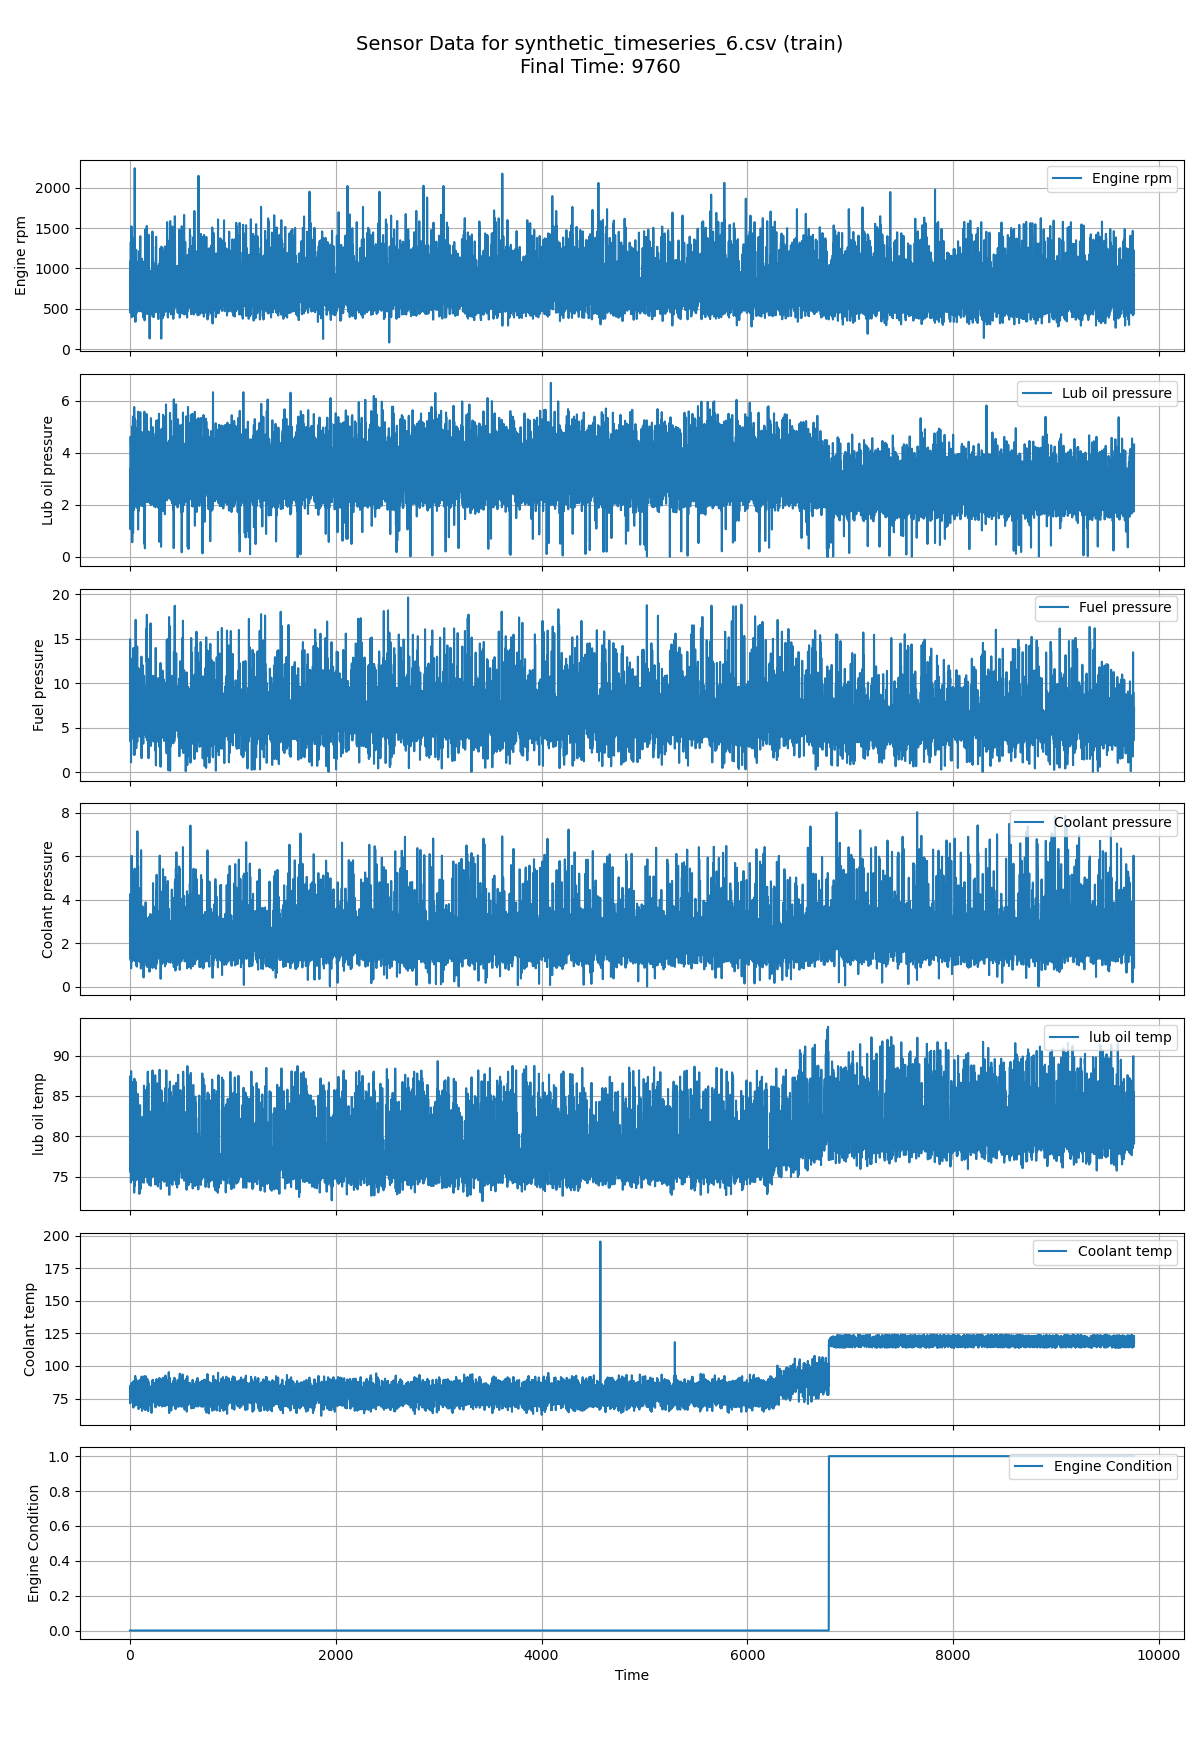 Sensor Data for synthetic_timeseries_6.csv (train)
Final Time: 9760
Engine rpm
2000
1500
1000
500
0
Engine rpm
Lub oil pressure
6
4
2
0
Lub oil pressure
Fuel pressure
20
15
10
5
0
Fuel pressure
Coolant pressure
8
6
4
2
0
Coolant pressure
lub oil temp
90
85
80
75
lub oil temp
Coolant temp
200
175
150
125
100
75
Coolant temp
Engine Condition
1.0
0.8
0.6
0.4
0.2
0.0
Engine Condition
0 2000 4000 6000 8000 10000
Time